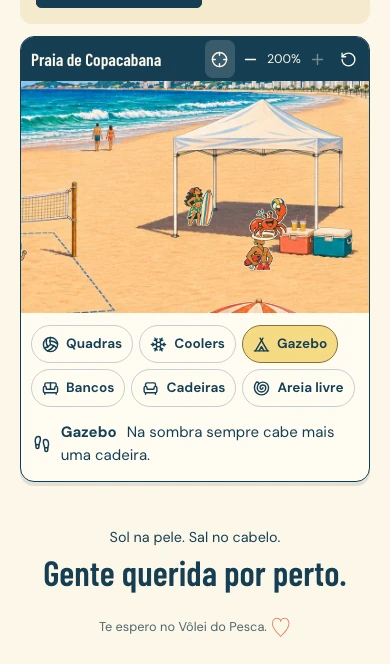 Praia de Copacabana
200%
Quadras
Coolers
Gazebo
Bancos
Cadeiras
Areia livre
Gazebo Na sombra sempre cabe mais
uma cadeira.
Sol na pele. Sal no cabelo.
Gente querida por perto.
Te espero no Vôlei do Pesca.